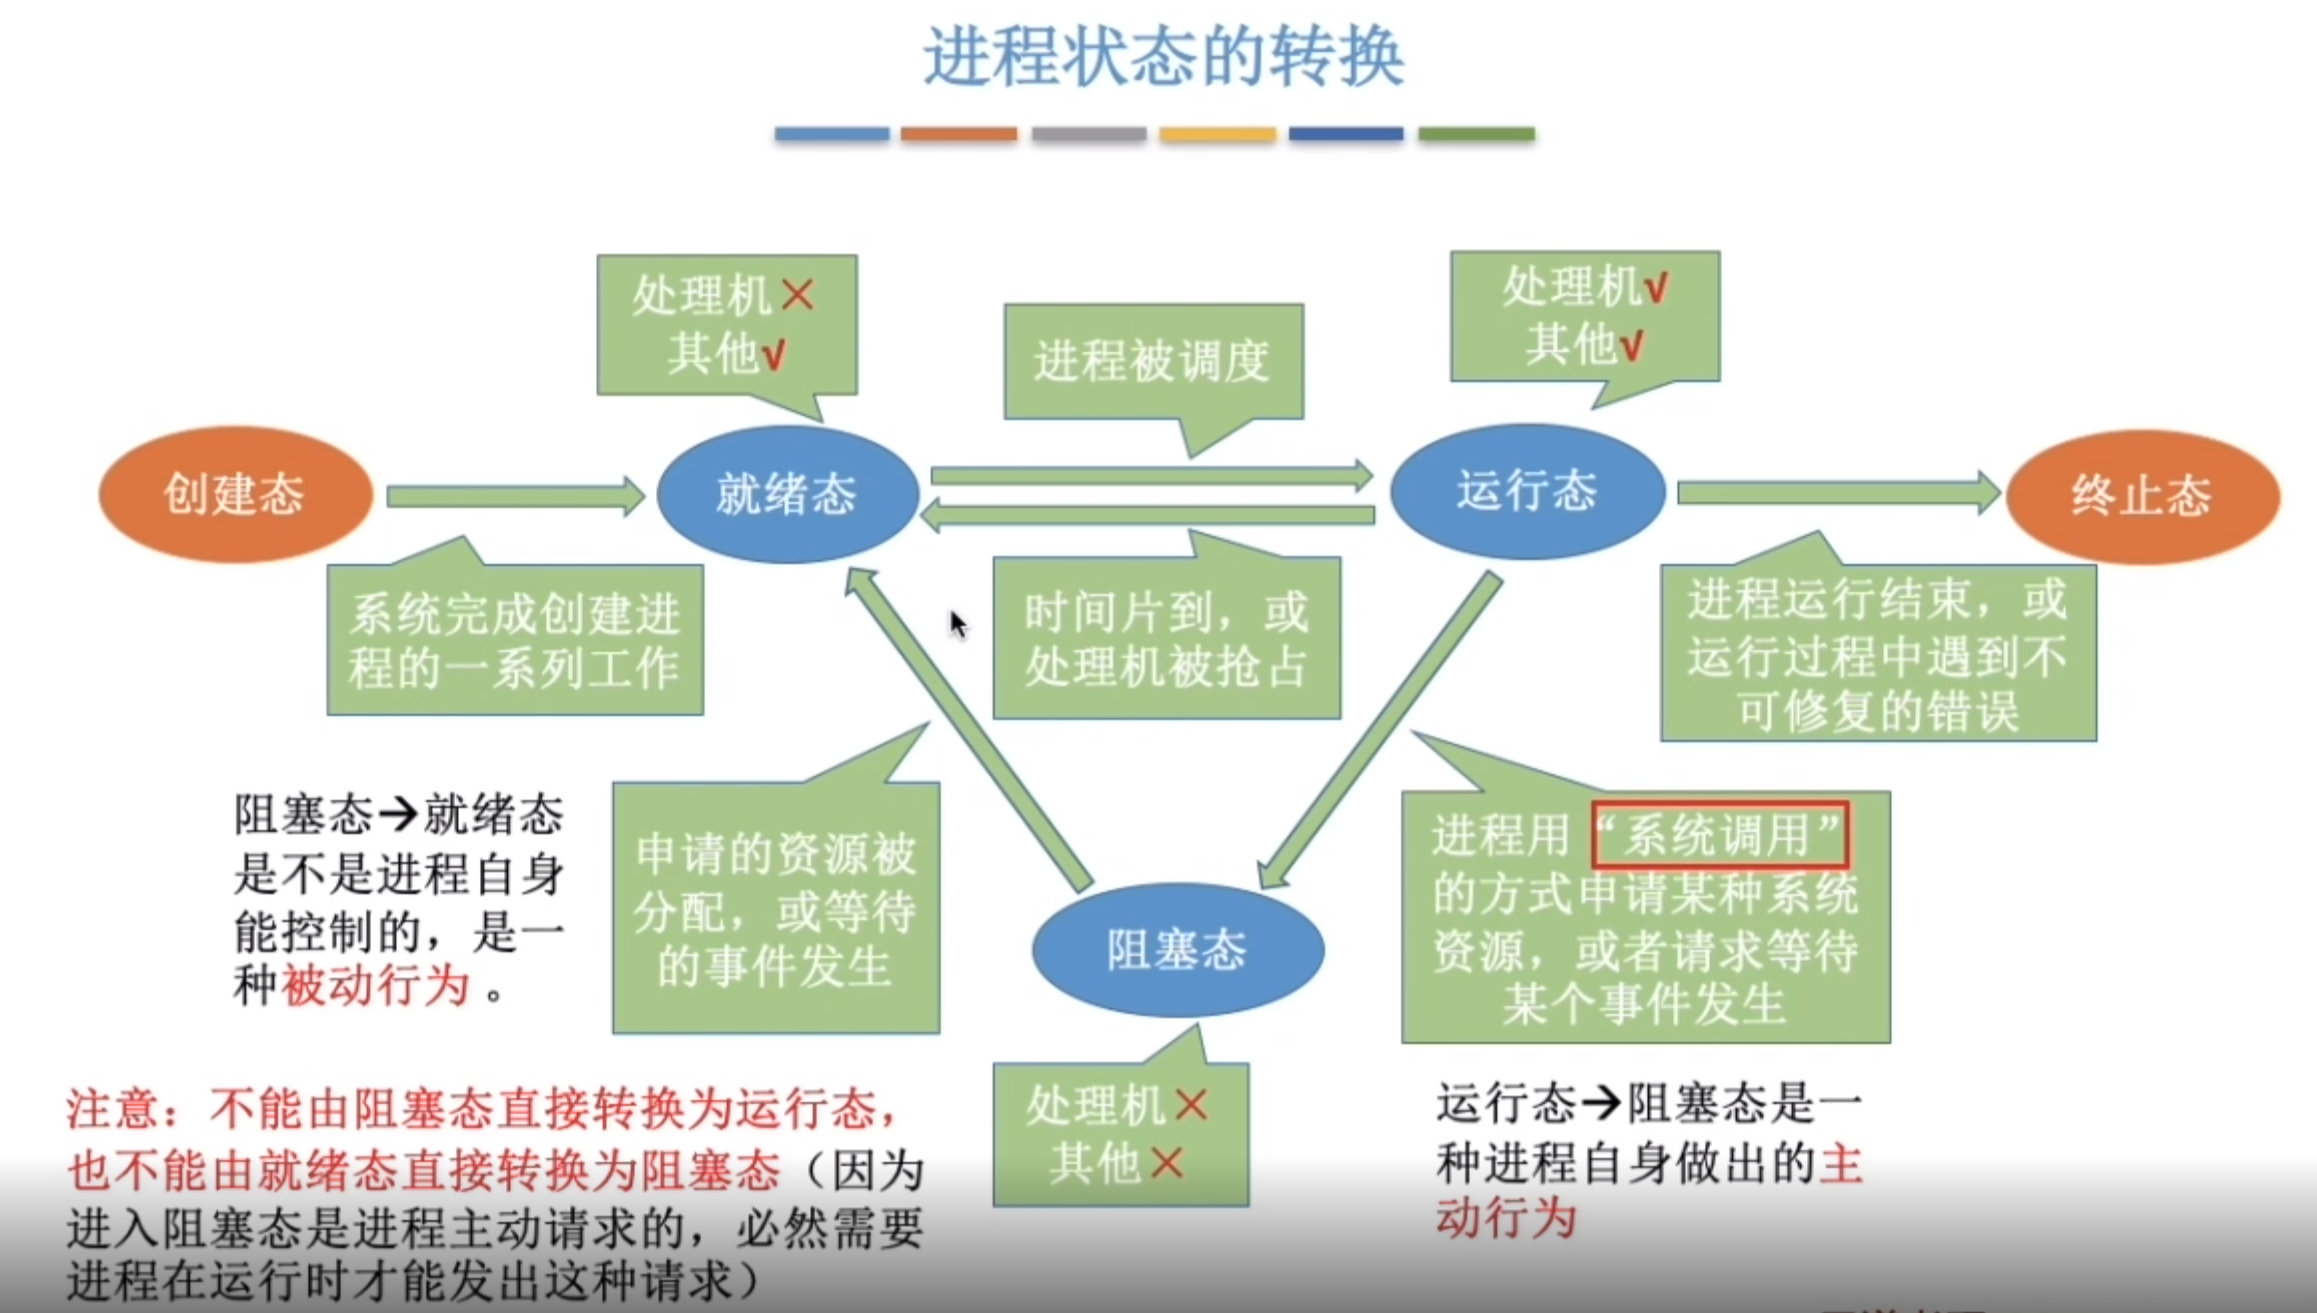 进程状态的转换
处理机×
其他√
进程被调度
处理机√
其他√
创建态
就绪态
运行态
终止态
系统完成创建进
程的一系列工作
时间片到，或
处理机被抢占
进程运行结束，或
运行过程中遇到不
可修复的错误
阻塞态→就绪态
是不是进程自身
能控制的，是一
种被动行为。
申请的资源被
分配，或等待
的事件发生
进程用“系统调用”
的方式申请某种系统
资源，或者请求等待
某个事件发生
阻塞态
处理机×
其他×
运行态→阻塞态是一
种进程自身做出的主
动行为
注意：不能由阻塞态直接转换为运行态，
也不能由就绪态直接转换为阻塞态（因为
进入阻塞态是进程主动请求的，必然需要
进程在运行时才能发出这种请求）